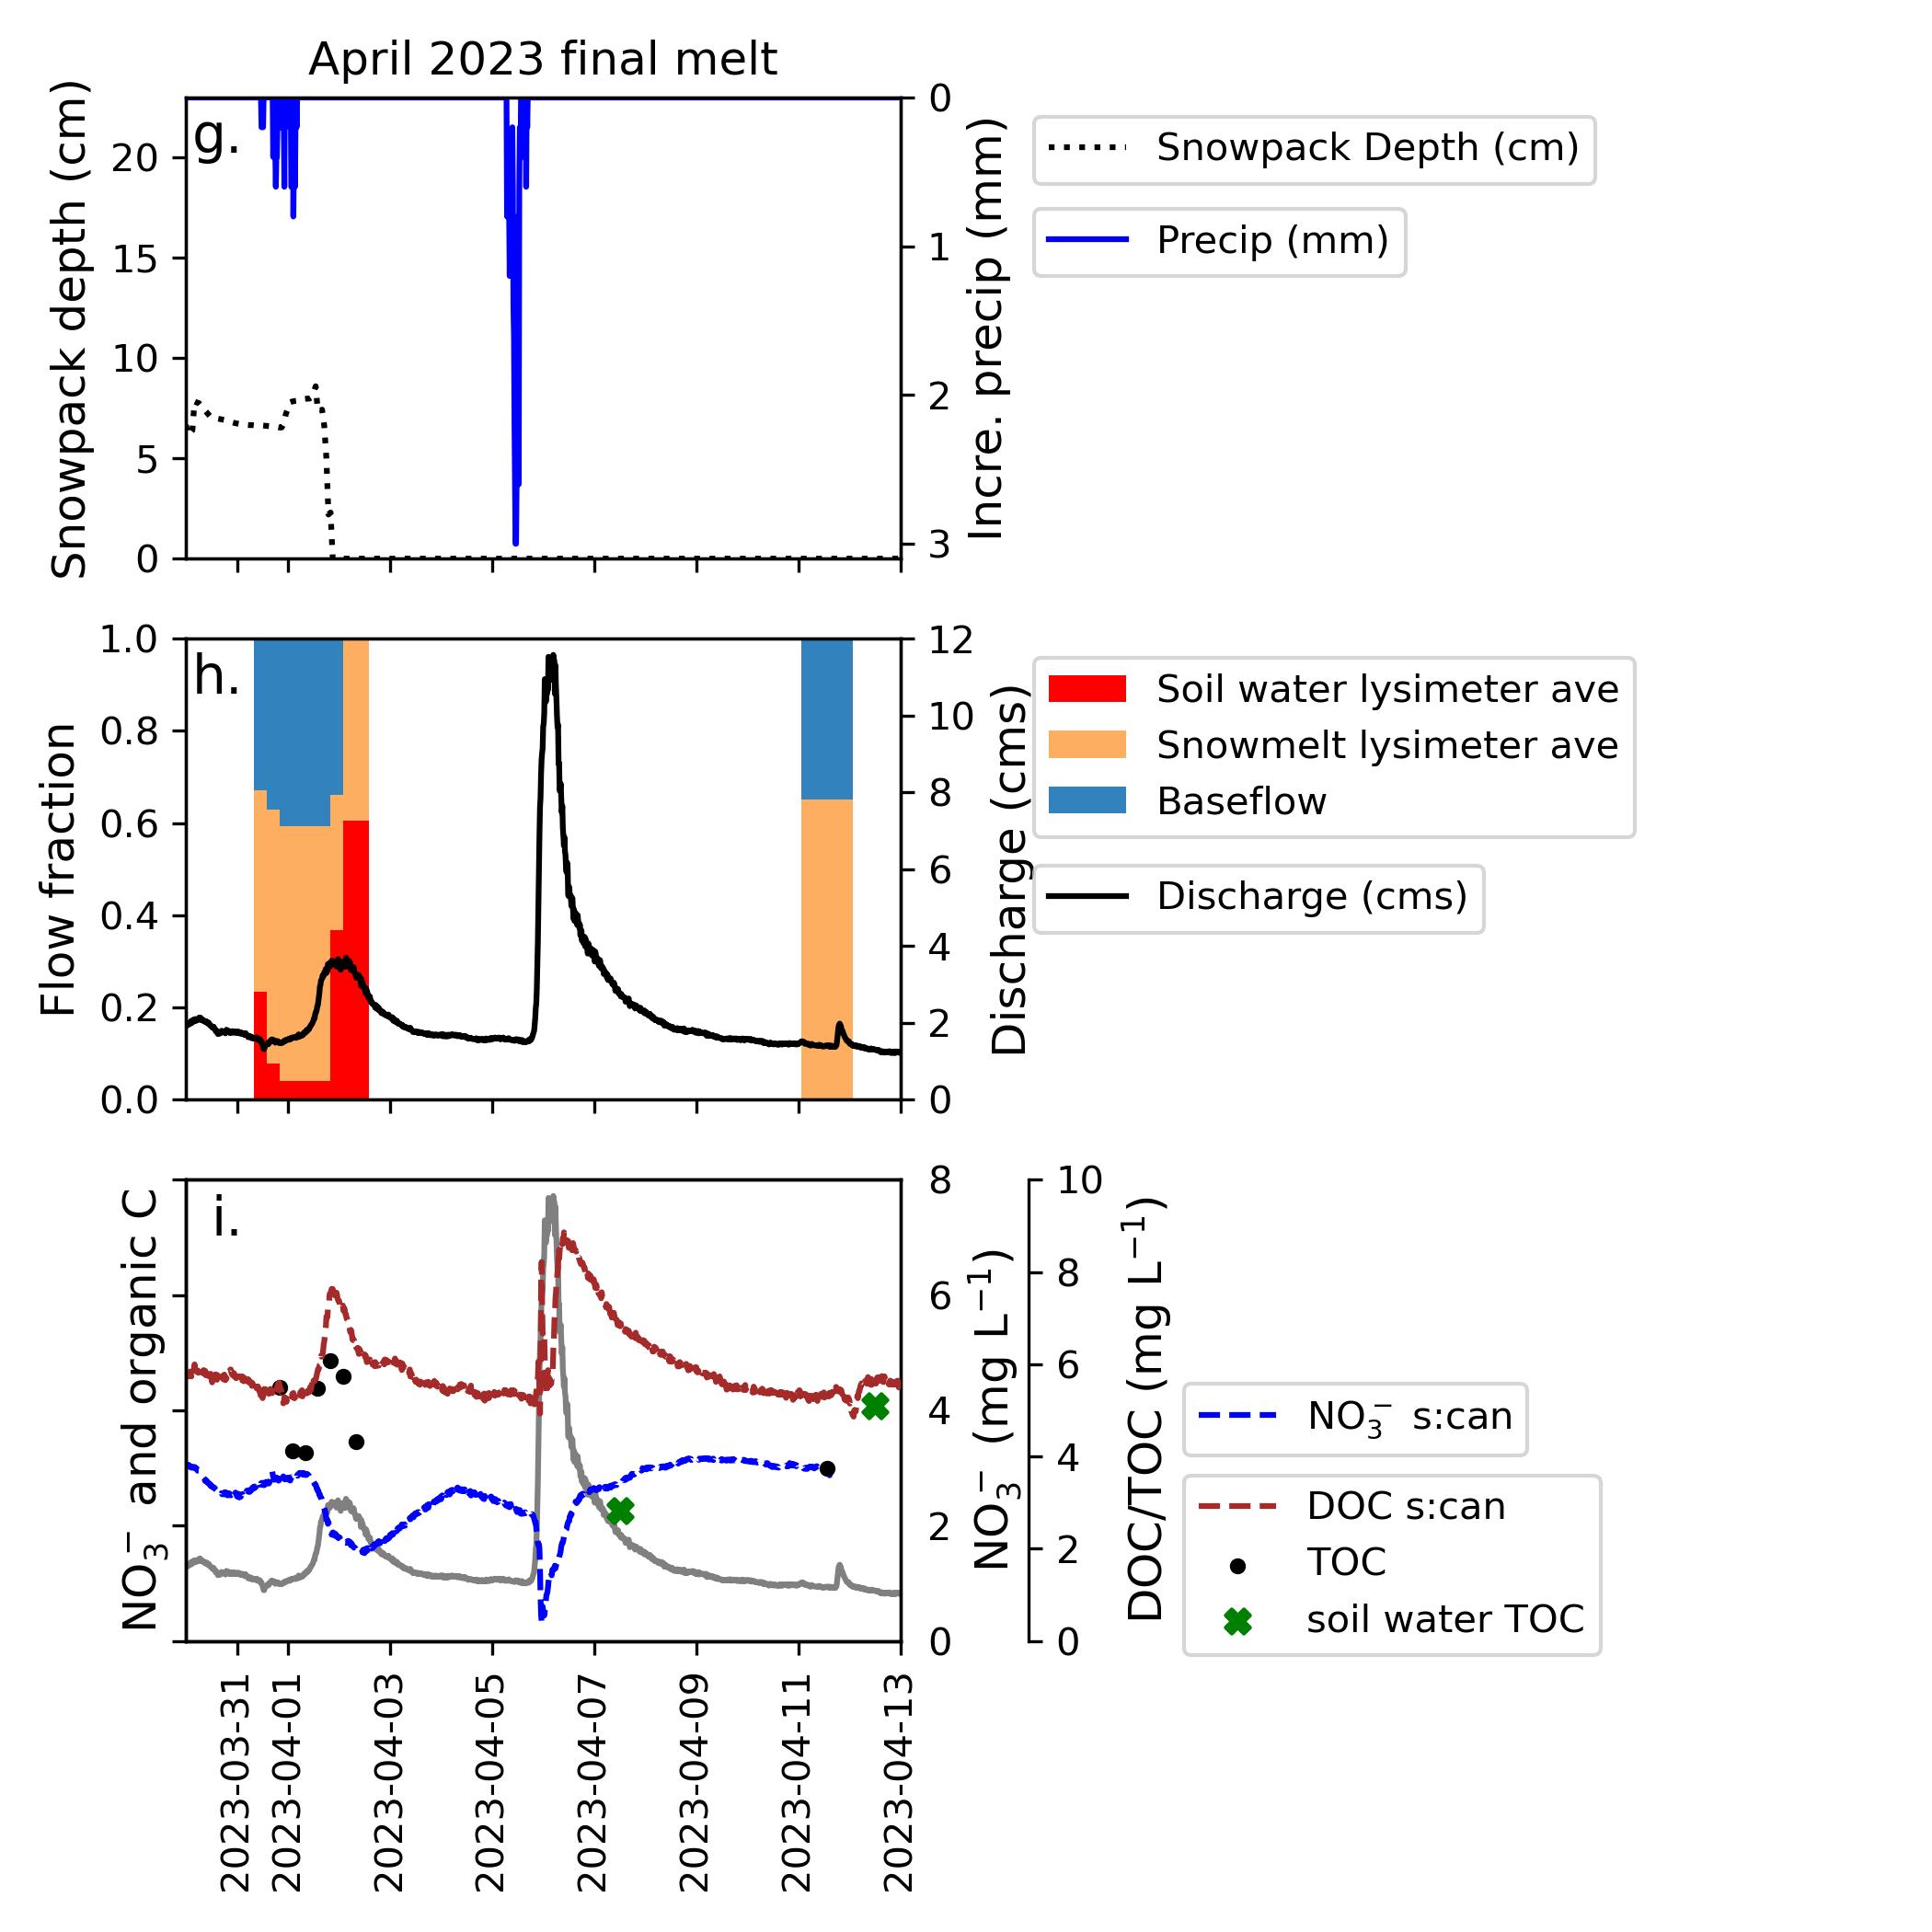 April 2023 final melt
g.
Snowpack depth (cm)
20
15
10
5
0
0
1
2
3
Incre. precip (mm)
Snowpack Depth (cm)
Precip (mm)
h.
Flow fraction
1.0
0.8
0.6
0.4
0.2
0.0
12
10
8
6
4
2
0
Discharge (cms)
Soil water lysimeter ave
Snowmelt lysimeter ave
Baseflow
Discharge (cms)
i.
NO₃⁻ and organic C
8
6
4
2
0
NO₃⁻ (mg L⁻¹)
10
8
6
4
2
0
DOC/TOC (mg L⁻¹)
NO₃⁻ s:can
DOC s:can
TOC
soil water TOC
2023-03-31
2023-04-01
2023-04-03
2023-04-05
2023-04-07
2023-04-09
2023-04-11
2023-04-13